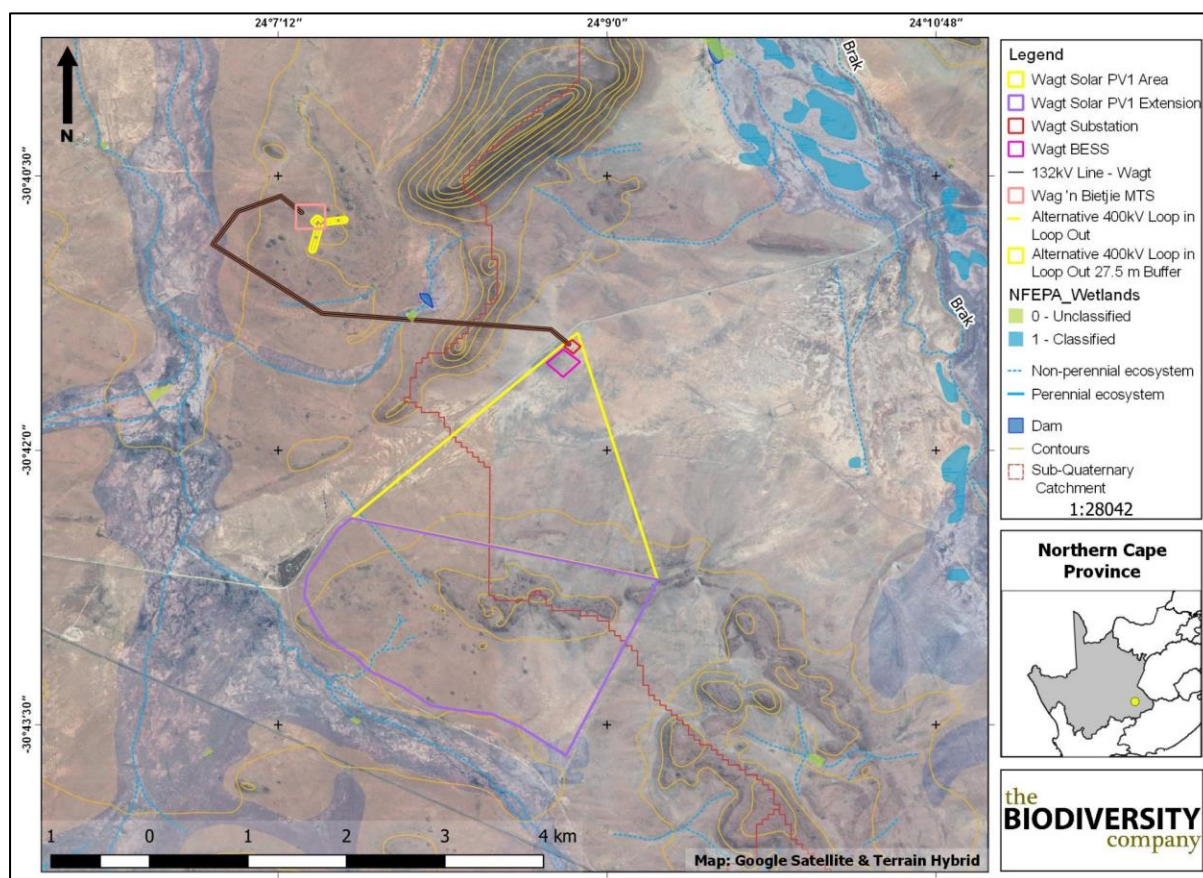 24°7'12" 24°9'0" 24°10'48"
-30°40'30"
-30°42'0"
-30°43'30"
N
Brak
Brak
1 0 1 2 3 4 km
Map: Google Satellite & Terrain Hybrid
Legend
Wagt Solar PV1 Area
Wagt Solar PV1 Extension
Wagt Substation
Wagt BESS
132kV Line - Wagt
Wag 'n Bietjie MTS
Alternative 400kV Loop in
Loop Out
Alternative 400kV Loop in
Loop Out 27.5 m Buffer
NFEPA_Wetlands
0 - Unclassified
1 - Classified
Non-perennial ecosystem
Perennial ecosystem
Dam
Contours
Sub-Quaternary
Catchment
1:28042
Northern Cape
Province
the
BIODIVERSITY
company